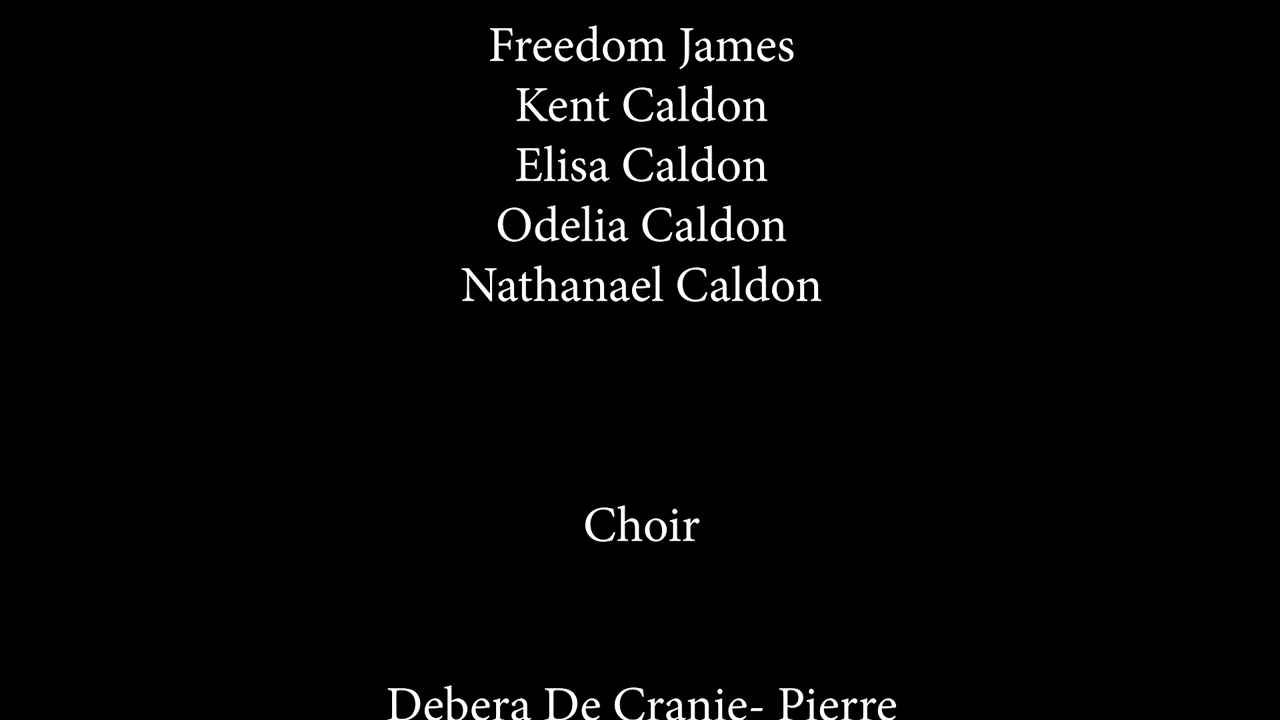 Freedom James
Kent Caldon
Elisa Caldon
Odelia Caldon
Nathanael Caldon
Choir
Debera De Cranie- Pierre